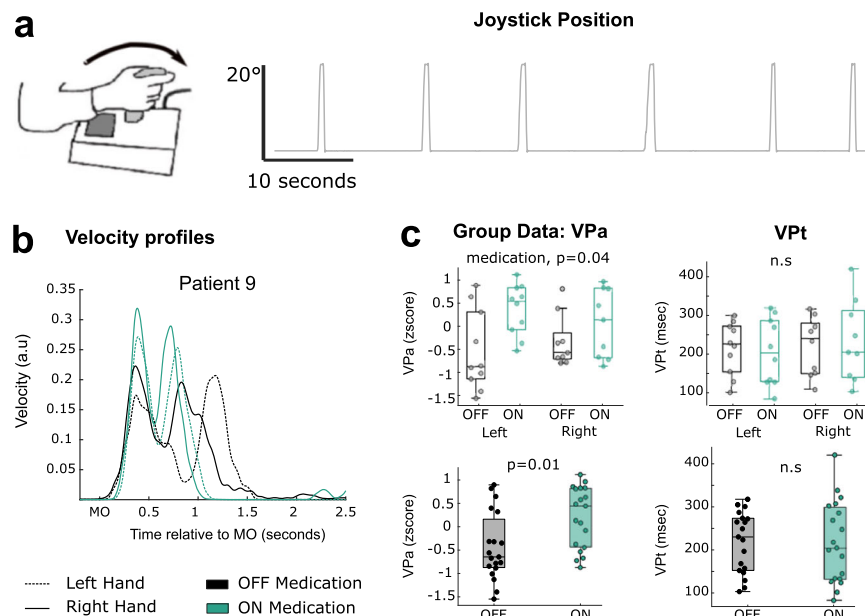 a
Joystick Position
20°
10 seconds
b
Velocity profiles
Patient 9
0.35
0.3
0.25
0.2
0.15
0.1
0.05
Velocity (a.u)
MO 0.5 1 1.5 2 2.5
Time relative to MO (seconds)
Left Hand
Right Hand
OFF Medication
ON Medication
c
Group Data: VPa
medication, p=0.04
1
0.5
0
-0.5
-1
-1.5
VPa (zscore)
OFF ON OFF ON
Left Right
VPt
n.s
400
300
200
100
VPt (msec)
OFF ON OFF ON
Left Right
p=0.01
1
0.5
0
-0.5
-1
-1.5
VPa (zscore)
OFF ON
n.s
400
300
200
100
VPt (msec)
OFF ON